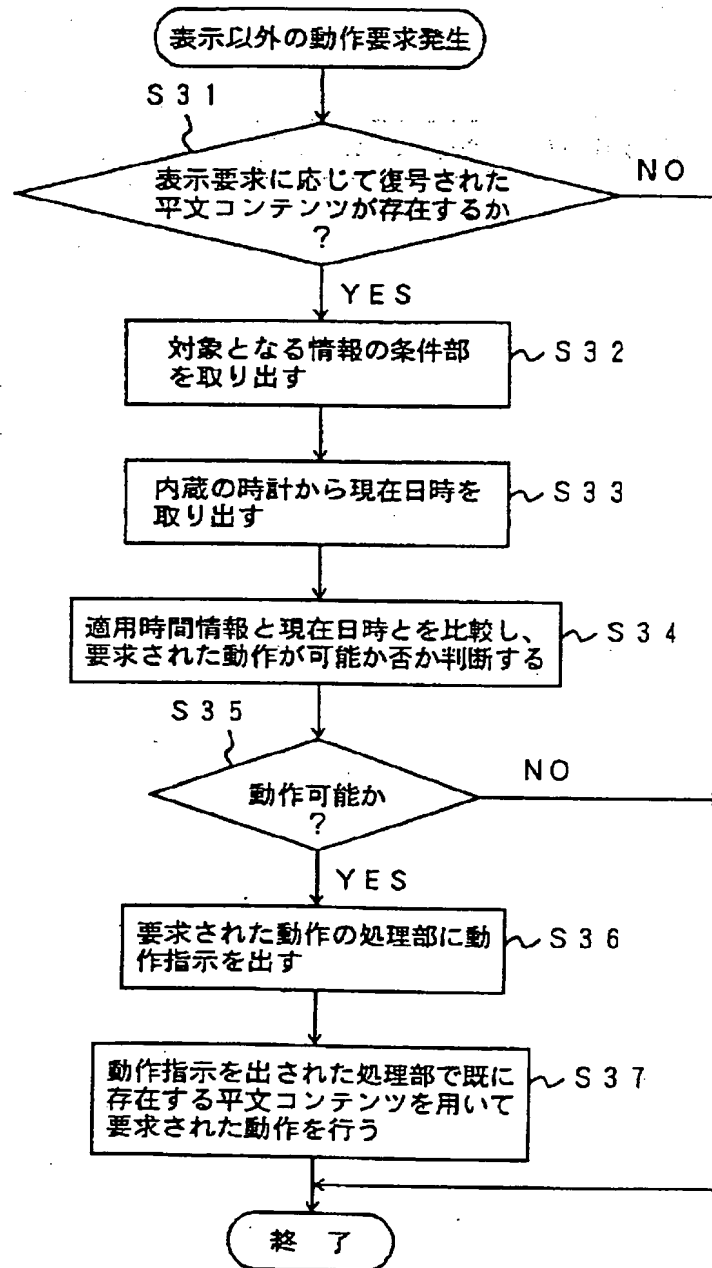 表示以外の動作要求発生
S31
表示要求に応じて復号された
平文コンテンツが存在するか
?
NO
YES
対象となる情報の条件部
を取り出す
S32
内蔵の時計から現在日時を
取り出す
S33
適用時間情報と現在日時とを比較し、
要求された動作が可能か否か判断する
S34
S35
動作可能か
?
NO
YES
要求された動作の処理部に動
作指示を出す
S36
動作指示を出された処理部で既に
存在する平文コンテンツを用いて
要求された動作を行う
S37
終 了